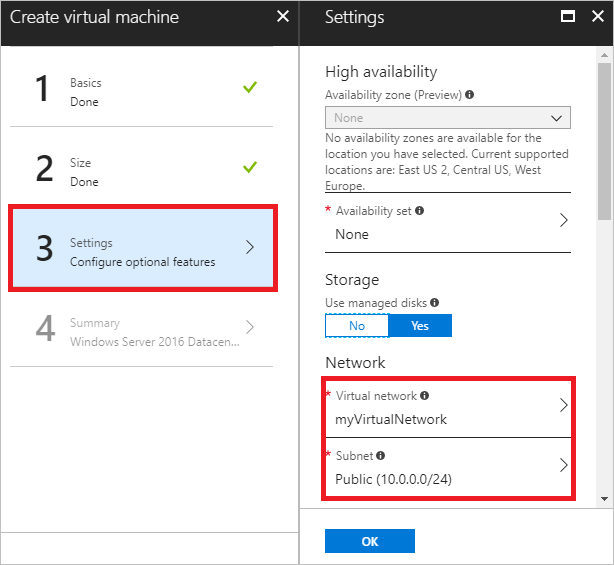 Create virtual machine
1
Basics
Done
2
Size
Done
3
Settings
Configure optional features
4
Summary
Windows Server 2016 Datacen...
Settings
High availability
Availability zone (Preview)
None
No availability zones are available for the
location you have selected. Current supported
locations are: East US 2, Central US, West
Europe.
* Availability set
None
Storage
Use managed disks
No
Yes
Network
* Virtual network
myVirtualNetwork
* Subnet
Public (10.0.0.0/24)
OK